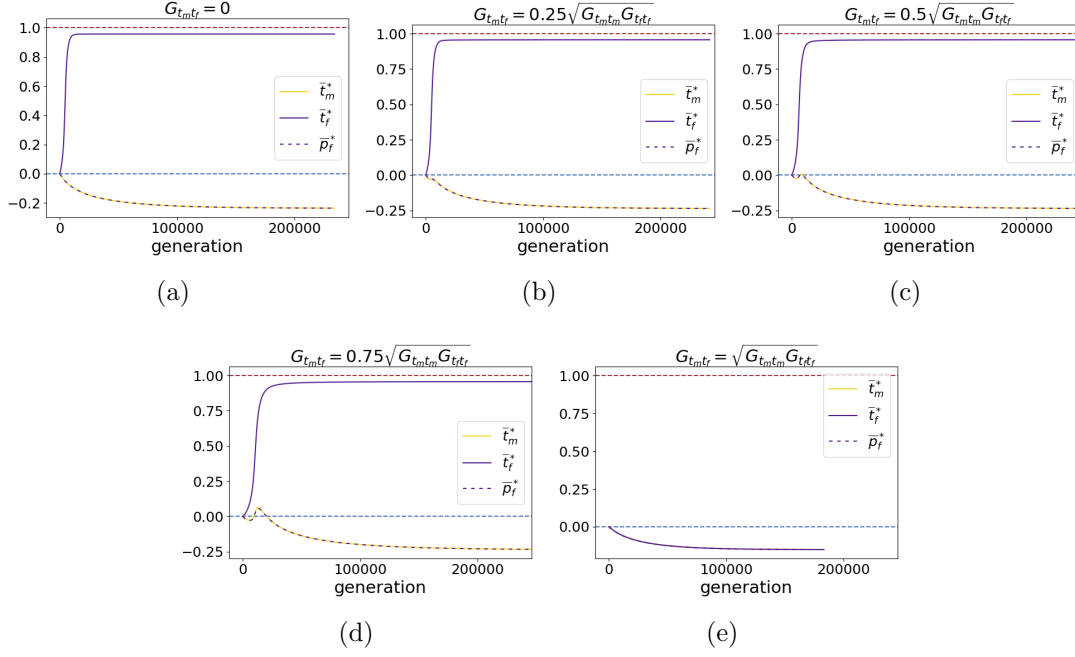 G_{t_m t_f} = 0
1.0
0.8
0.6
0.4
0.2
0.0
−0.2
t̄*_m
t̄*_f
p̄*_f
0 100000 200000
generation
(a)
G_{t_m t_f} = 0.25√(G_{t_m t_m} G_{t_f t_f})
1.00
0.75
0.50
0.25
0.00
−0.25
t̄*_m
t̄*_f
p̄*_f
0 100000 200000
generation
(b)
G_{t_m t_f} = 0.5√(G_{t_m t_m} G_{t_f t_f})
1.00
0.75
0.50
0.25
0.00
−0.25
t̄*_m
t̄*_f
p̄*_f
0 100000 200000
generation
(c)
G_{t_m t_f} = 0.75√(G_{t_m t_m} G_{t_f t_f})
1.00
0.75
0.50
0.25
0.00
−0.25
t̄*_m
t̄*_f
p̄*_f
0 100000 200000
generation
(d)
G_{t_m t_f} = √(G_{t_m t_m} G_{t_f t_f})
1.00
0.75
0.50
0.25
0.00
t̄*_m
t̄*_f
p̄*_f
0 100000 200000
generation
(e)